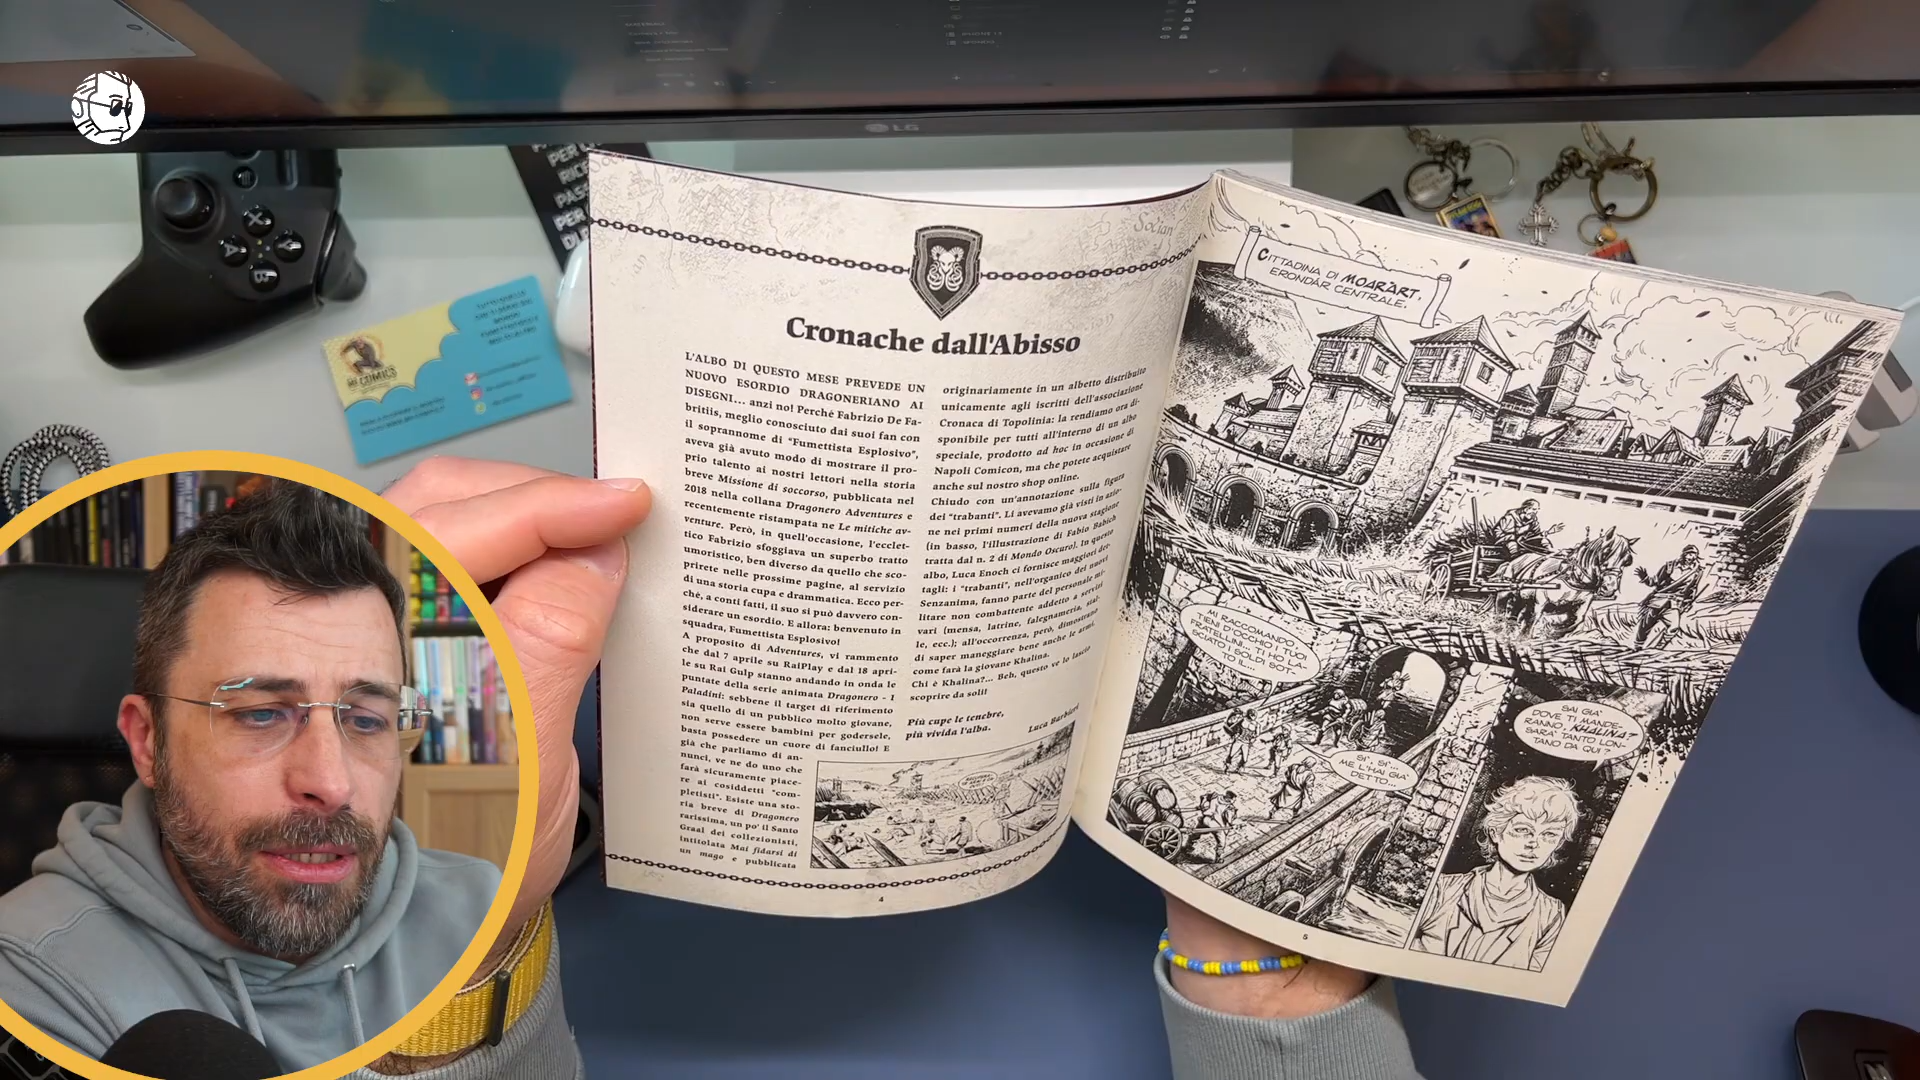 LG
X
A
B
Solian
Cronache dall'Abisso
L'ALBO DI QUESTO MESE PREVEDE UN
NUOVO ESORDIO DRAGONERIANO AI
DISEGNI... anzi no! Perché Fabrizio De Fa-
britiis, meglio conosciuto dai suoi fan con
il soprannome di "Fumettista Esplosivo",
aveva già avuto modo di mostrare il pro-
prio talento ai nostri lettori nella storia
breve Missione di soccorso, pubblicata nel
2018 nella collana Dragonero Adventures e
recentemente ristampata ne Le mitiche av-
venture. Però, in quell'occasione, l'eclet-
tico Fabrizio sfoggiava un superbo tratto
umoristico, ben diverso da quello che sco-
prirete nelle prossime pagine, al servizio
di una storia cupa e drammatica. Ecco per-
ché, a conti fatti, il suo si può davvero con-
siderare un esordio. E allora: benvenuto in
squadra, Fumettista Esplosivo!
A proposito di Adventures, vi rammento
che dal 7 aprile su RaiPlay e dal 18 apri-
le su Rai Gulp stanno andando in onda le
puntate della serie animata Dragonero - I
Paladini: sebbene il target di riferimento
sia quello di un pubblico molto giovane,
non serve essere bambini per godersele,
basta possedere un cuore di fanciullo! E
già che parliamo di an-
nunci, ve ne do uno che
farà sicuramente piace-
re ai cosiddetti "com-
pletisti". Esiste una sto-
ria breve di Dragonero
rarissima, un po' il Santo
Graal dei collezionisti,
intitolata Mai fidarsi di
un mago e pubblicata
originariamente in un albetto distribuito
unicamente agli iscritti dell'associazione
Cronaca di Topolinia: la rendiamo ora di-
sponibile per tutti all'interno di un albo
speciale, prodotto ad hoc in occasione di
Napoli Comicon, ma che potete acquistare
anche sul nostro shop online.
Chiudo con un'annotazione sulla figura
dei "trabanti". Li avevamo già visti in azio-
ne nei primi numeri della nuova stagione
(in basso, l'illustrazione di Fabio Babich
tratta dal n. 2 di Mondo Oscuro). In questo
albo, Luca Enoch ci fornisce maggiori det-
tagli: i "trabanti", nell'organico dei nuovi
Senzanima, fanno parte del personale mi-
litare non combattente addetto a servizi
vari (mensa, latrine, falegnameria, stal-
le, ecc.); all'occorrenza, però, dimostrano
di saper maneggiare bene anche le armi,
come farà la giovane Khalina.
Chi è Khalina?... Beh, questo ve lo lascio
scoprire da soli!
Più cupe le tenebre,
più vivida l'alba.
Luca Barbieri
4
CITTADINA DI MOARART,
ERONDÁR CENTRALE.
MI RACCOMANDO,
TIENI D'OCCHIO I TUOI
FRATELLINI... TI HO LA-
SCIATO I SOLDI SOT-
TO IL...
SÌ, SÌ...
ME L'HAI GIÀ
DETTO...
SAI GIÀ
DOVE TI MANDE-
RANNO, KHALINA?
SARÀ TANTO LON-
TANO DA QUI?
5